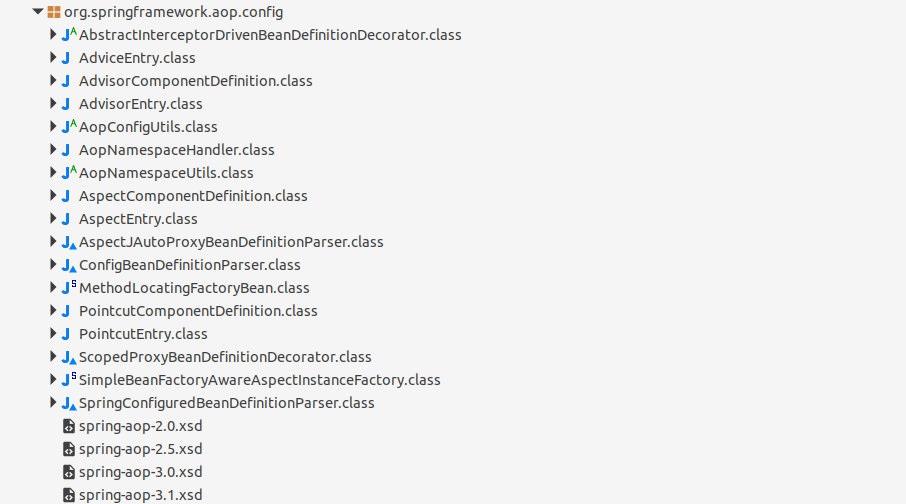 org.springframework.aop.config
AbstractInterceptorDrivenBeanDefinitionDecorator.class
AdviceEntry.class
AdvisorComponentDefinition.class
AdvisorEntry.class
AopConfigUtils.class
AopNamespaceHandler.class
AopNamespaceUtils.class
AspectComponentDefinition.class
AspectEntry.class
AspectJAutoProxyBeanDefinitionParser.class
ConfigBeanDefinitionParser.class
MethodLocatingFactoryBean.class
PointcutComponentDefinition.class
PointcutEntry.class
ScopedProxyBeanDefinitionDecorator.class
SimpleBeanFactoryAwareAspectInstanceFactory.class
SpringConfiguredBeanDefinitionParser.class
spring-aop-2.0.xsd
spring-aop-2.5.xsd
spring-aop-3.0.xsd
spring-aop-3.1.xsd